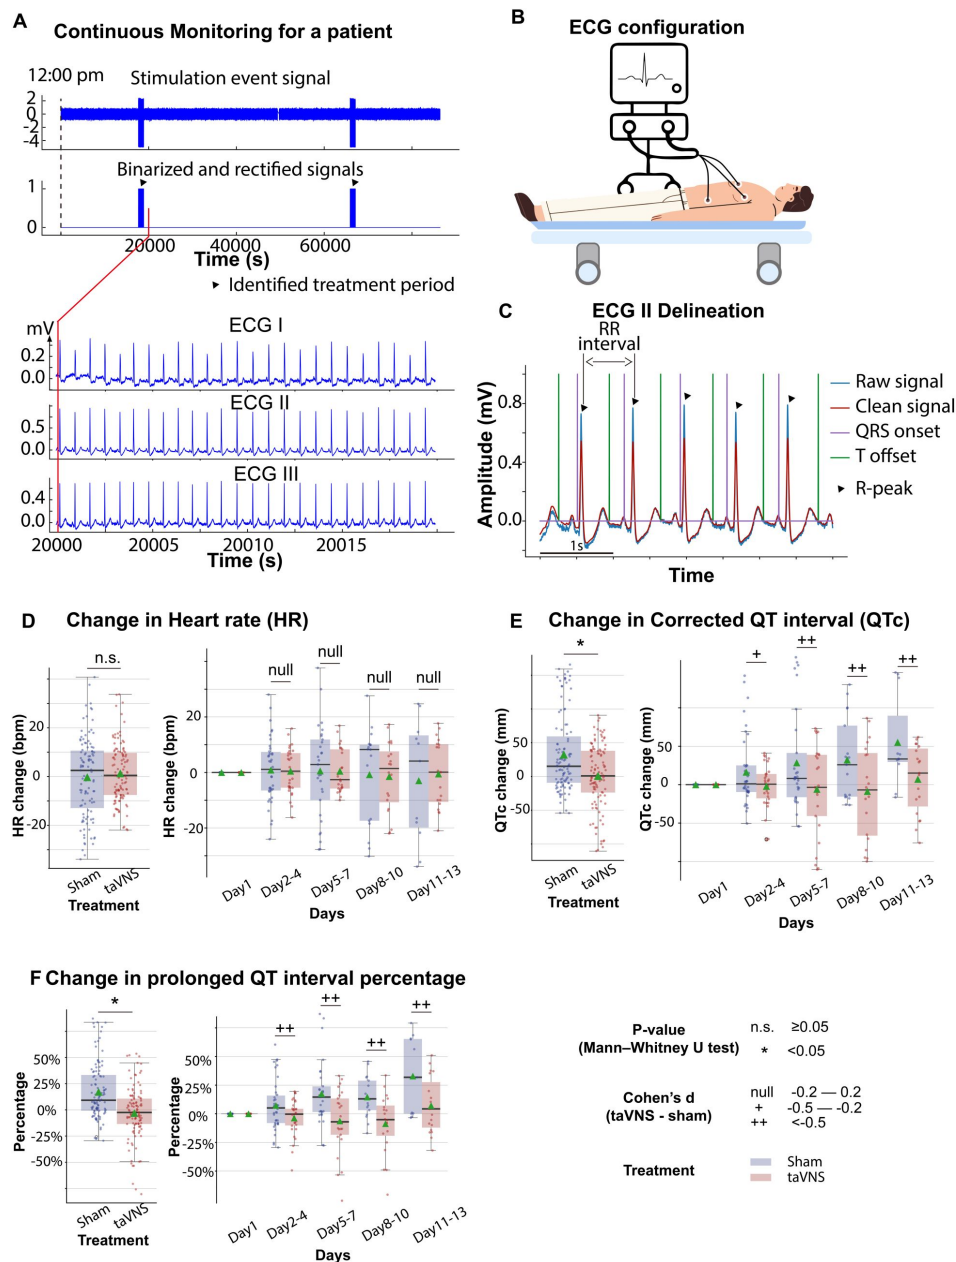 A
Continuous Monitoring for a patient
12:00 pm
Stimulation event signal
2
0
-2
-4
Binarized and rectified signals
1
0
20000 40000 60000
Time (s)
Identified treatment period
mV
ECG I
0.2
0.0
ECG II
0.5
0.0
ECG III
0.4
0.0
20000 20005 20010 20015
Time (s)
B
ECG configuration
C
ECG II Delineation
RR
interval
Amplitude (mV)
0.8
0.4
0.0
1s
Time
Raw signal
Clean signal
QRS onset
T offset
R-peak
D Change in Heart rate (HR)
n.s.
HR change (bpm)
20
0
-20
Sham taVNS
Treatment
null null null null
HR change (bpm)
20
0
-20
Day1 Day2-4 Day5-7 Day8-10 Day11-13
Days
E Change in Corrected QT interval (QTc)
*
QTc change (mm)
50
0
-50
Sham taVNS
Treatment
+ ++ ++ ++
QTc change (mm)
50
0
-50
Day1 Day2-4 Day5-7 Day8-10 Day11-13
Days
F Change in prolonged QT interval percentage
*
Percentage
50%
25%
0%
-25%
-50%
Sham taVNS
Treatment
++ ++ ++ ++
Percentage
50%
25%
0%
-25%
-50%
Day1 Day2-4 Day5-7 Day8-10 Day11-13
Days
P-value
(Mann–Whitney U test)
n.s. ≥0.05
* <0.05
Cohen's d
(taVNS - sham)
null -0.2 — 0.2
+ -0.5 — -0.2
++ <-0.5
Treatment
Sham
taVNS